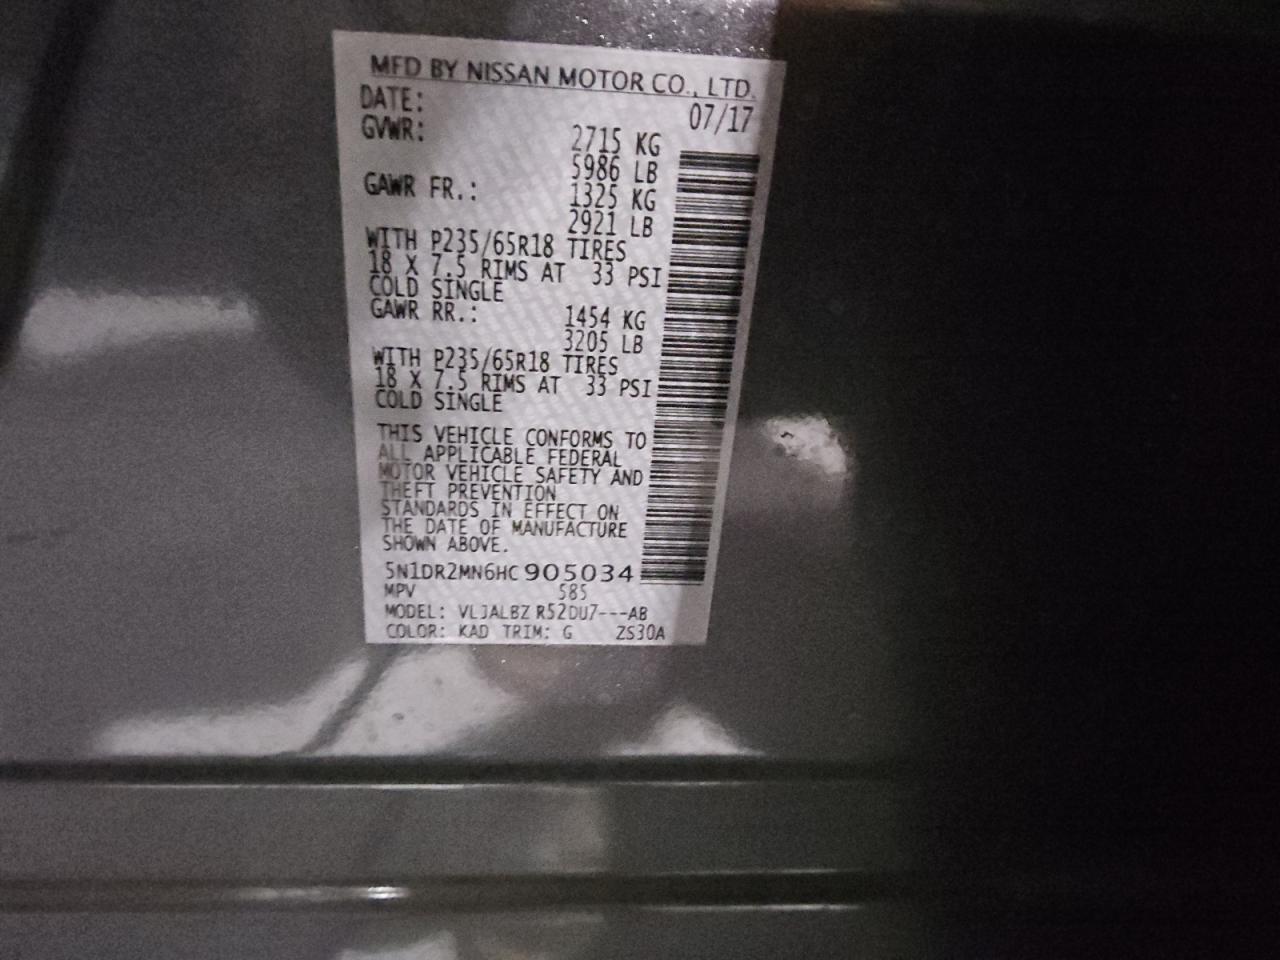 MFD BY NISSAN MOTOR CO., LTD.
DATE: 07/17
GVWR: 2715 KG
5986 LB
GAWR FR.: 1325 KG
2921 LB
WITH P235/65R18 TIRES
18 X 7.5 RIMS AT 33 PSI
COLD SINGLE
GAWR RR.: 1454 KG
3205 LB
WITH P235/65R18 TIRES
18 X 7.5 RIMS AT 33 PSI
COLD SINGLE
THIS VEHICLE CONFORMS TO
ALL APPLICABLE FEDERAL
MOTOR VEHICLE SAFETY AND
THEFT PREVENTION
STANDARDS IN EFFECT ON
THE DATE OF MANUFACTURE
SHOWN ABOVE.
5N1DR2MN6HC905034
MPV 585
MODEL: VLJALBZ R52DU7---AB
COLOR: KAD TRIM: G ZS30A